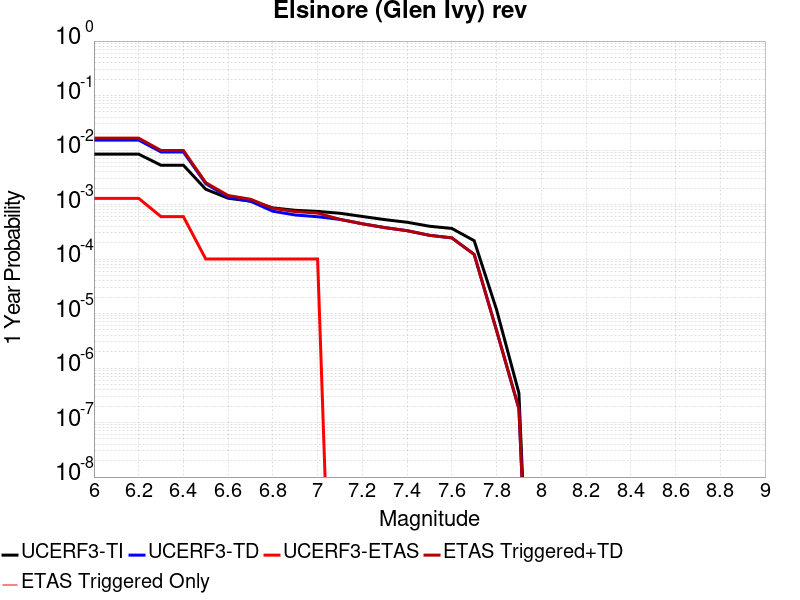 Elsinore (Glen Ivy) rev
10^0
10^-1
10^-2
10^-3
10^-4
10^-5
10^-6
10^-7
10^-8
1 Year Probability
6 6.2 6.4 6.6 6.8 7 7.2 7.4 7.6 7.8 8 8.2 8.4 8.6 8.8 9
Magnitude
UCERF3-TI UCERF3-TD UCERF3-ETAS ETAS Triggered+TD
ETAS Triggered Only